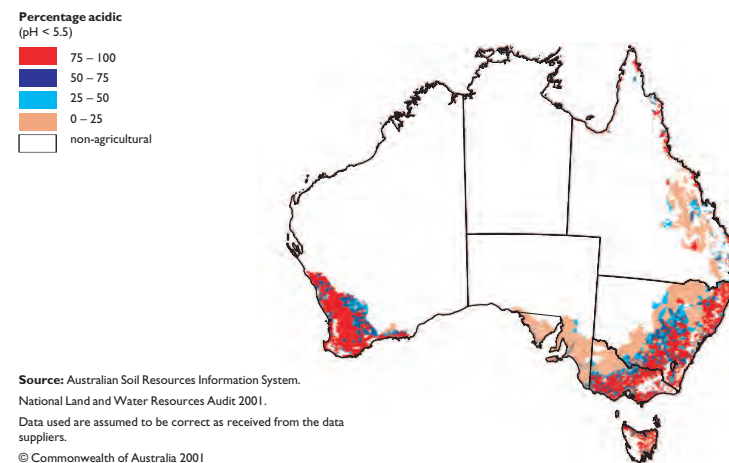 Percentage acidic
(pH < 5.5)
75 – 100
50 – 75
25 – 50
0 – 25
non-agricultural
Source: Australian Soil Resources Information System.
National Land and Water Resources Audit 2001.
Data used are assumed to be correct as received from the data
suppliers.
© Commonwealth of Australia 2001